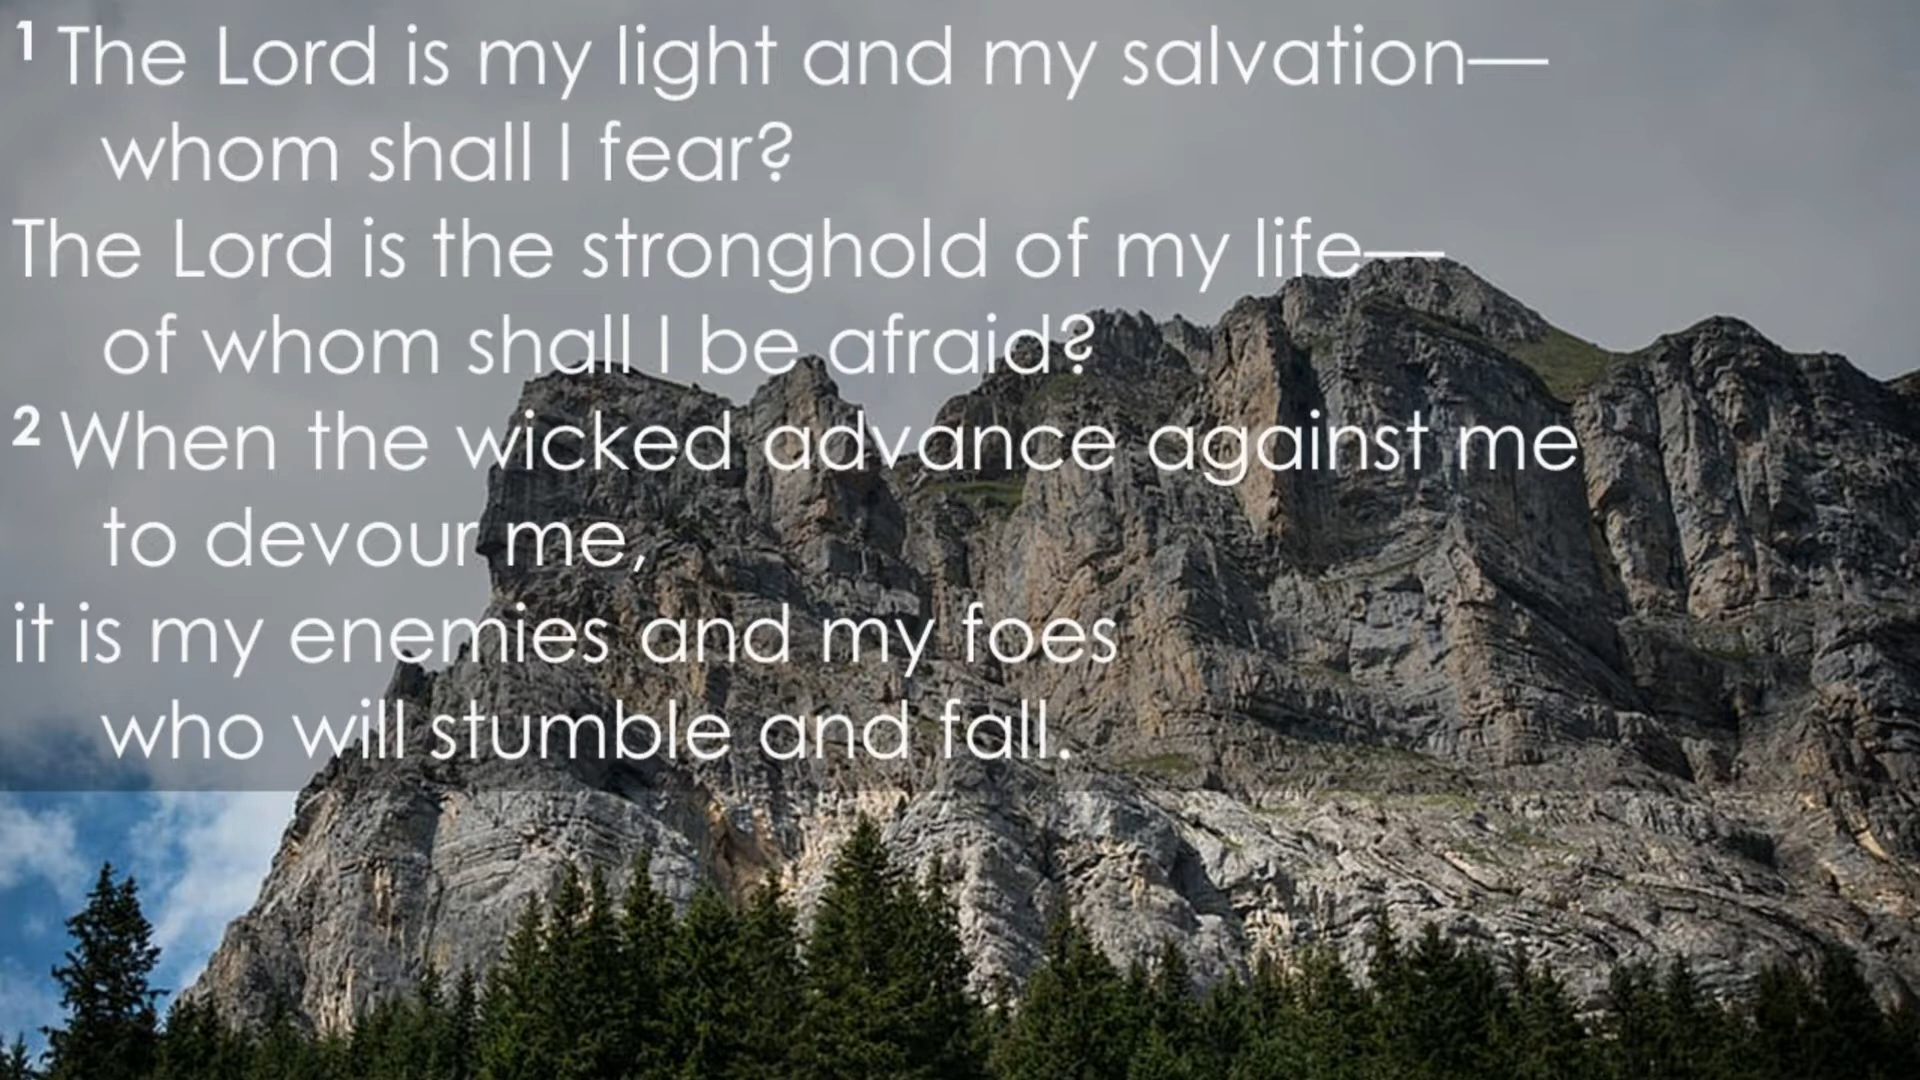 1 The Lord is my light and my salvation—
whom shall I fear?
The Lord is the stronghold of my life—
of whom shall I be afraid?
2 When the wicked advance against me
to devour me,
it is my enemies and my foes
who will stumble and fall.